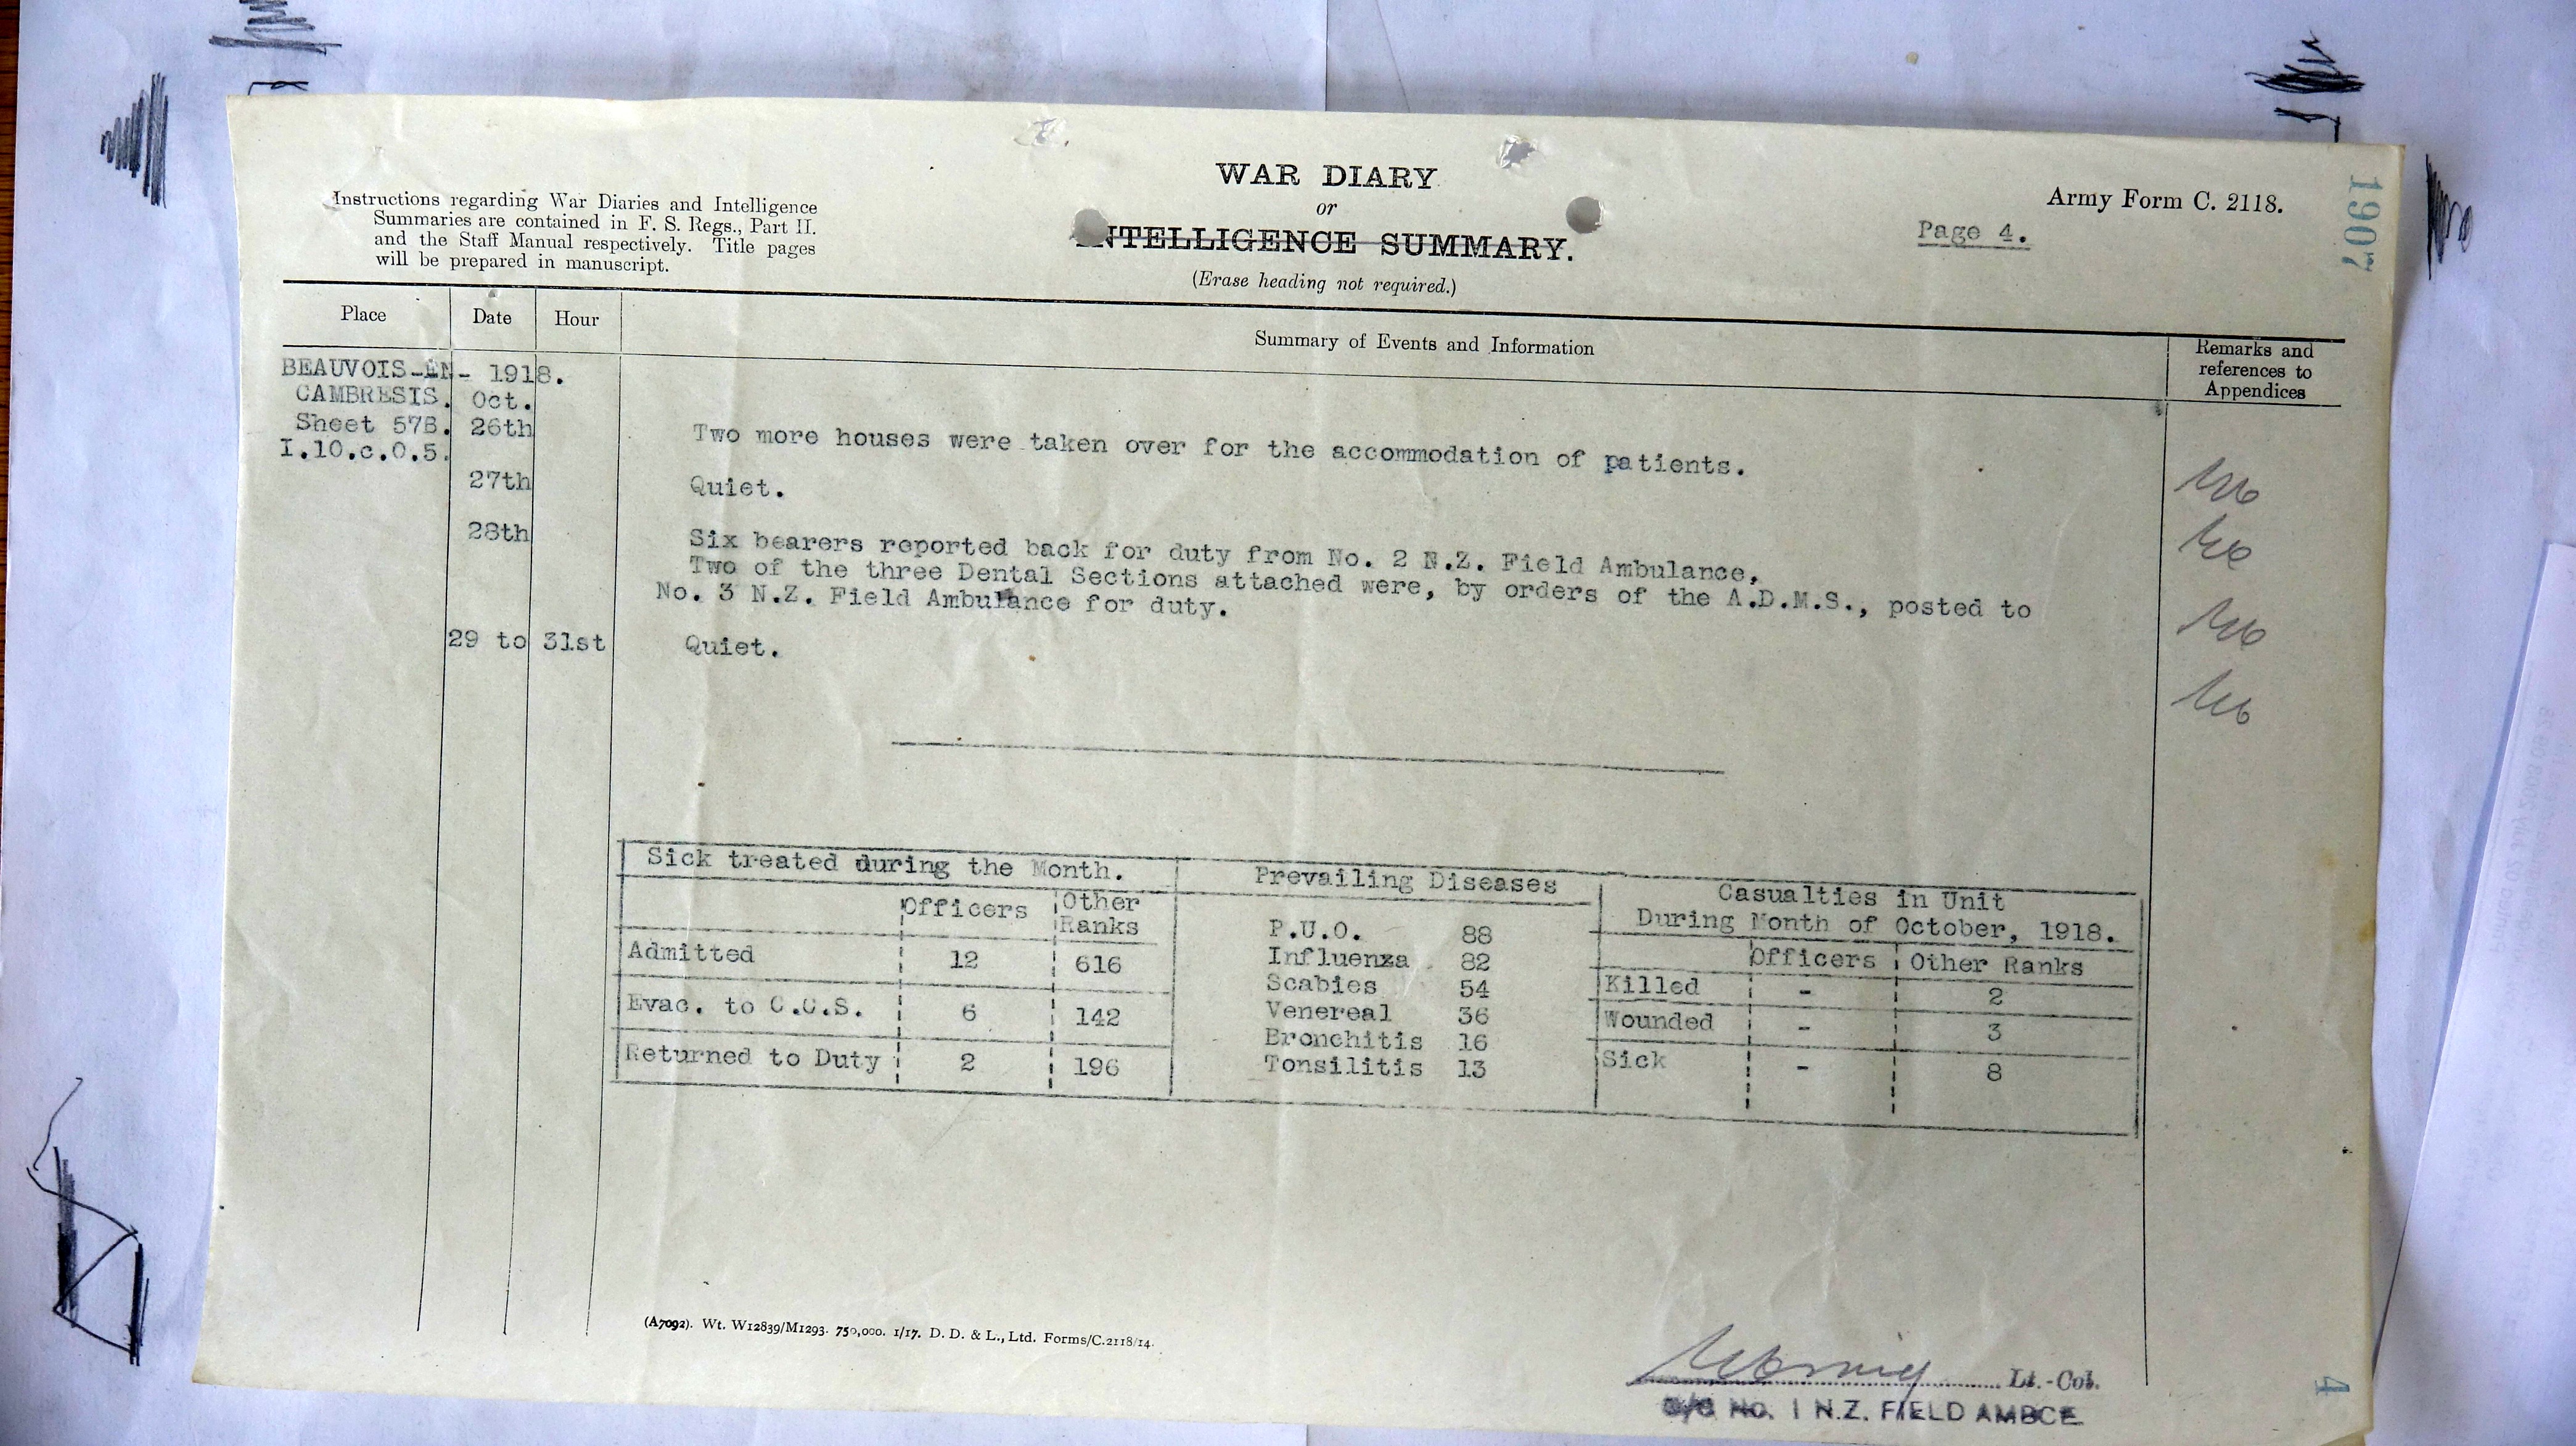 WAR DIARY
or
INTELLIGENCE SUMMARY.
(Erase heading not required.)
Instructions regarding War Diaries and Intelligence
Summaries are contained in F. S. Regs., Part II.
and the Staff Manual respectively. Title pages
will be prepared in manuscript.
Army Form C. 2118.
Page 4.
1907
Place Date Hour Summary of Events and Information Remarks and
references to
Appendices
BEAUVOIS-EN- 1918.
CAMBRESIS. Oct.
Sheet 57B. 26th Two more houses were taken over for the accommodation of patients.
I.10.c.0.5.
27th Quiet.
28th Six bearers reported back for duty from No. 2 N.Z. Field Ambulance.
Two of the three Dental Sections attached were, by orders of the A.D.M.S., posted to
No. 3 N.Z. Field Ambulance for duty.
29 to 31st Quiet.
Sick treated during the Month.
Officers Other
Ranks
Admitted 12 616
Evac. to C.C.S. 6 142
Returned to Duty 2 196
Prevailing Diseases
P.U.O. 88
Influenza 82
Scabies 54
Venereal 36
Bronchitis 16
Tonsilitis 13
Casualties in Unit
During Month of October, 1918.
Officers Other Ranks
Killed - 2
Wounded - 3
Sick - 8
(A7092). Wt. W12839/M1293. 750,000. 1/17. D. D. & L., Ltd. Forms/C.2118/14.
Lt.-Col.
O/C No. 1 N.Z. FIELD AMBCE
4